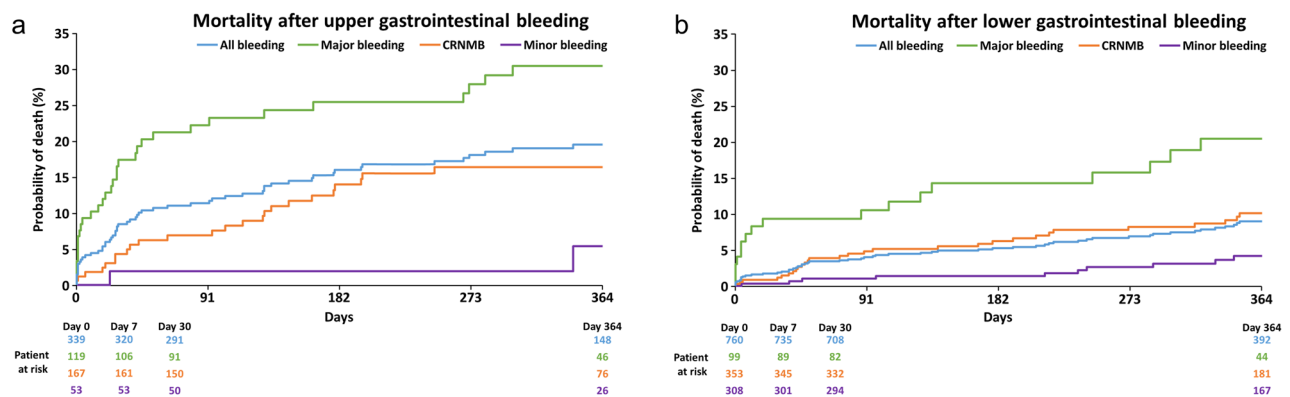 a
Mortality after upper gastrointestinal bleeding
All bleeding Major bleeding CRNMB Minor bleeding
Probability of death (%)
35
30
25
20
15
10
5
0
0 91 182 273 364
Days
Day 0 Day 7 Day 30 Day 364
Patient at risk
339 320 291 148
119 106 91 46
167 161 150 76
53 53 50 26
b
Mortality after lower gastrointestinal bleeding
All bleeding Major bleeding CRNMB Minor bleeding
Probability of death (%)
35
30
25
20
15
10
5
0
0 91 182 273 364
Days
Day 0 Day 7 Day 30 Day 364
Patient at risk
760 735 708 392
99 89 82 44
353 345 332 181
308 301 294 167